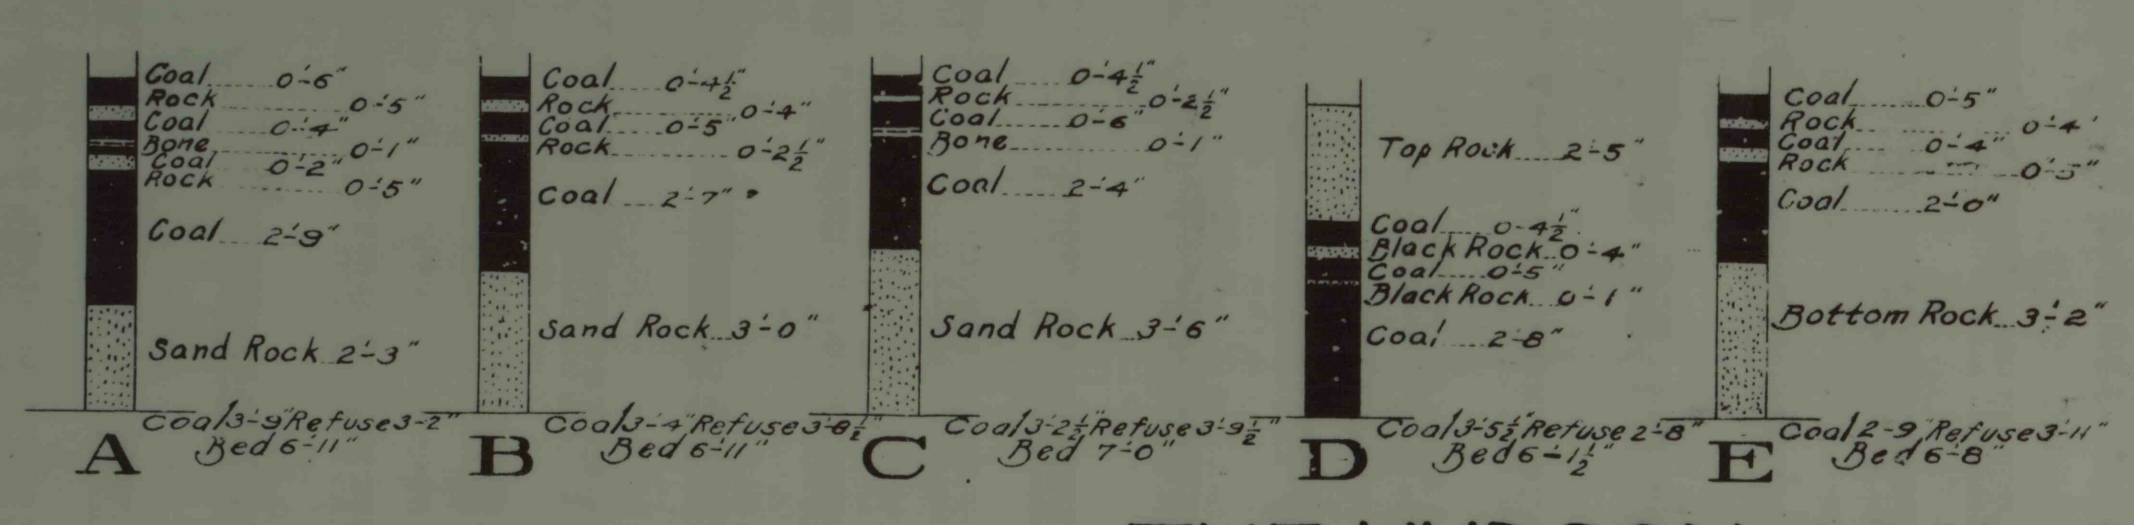 Coal 0'-6"
Rock 0'-5"
Coal 0'-4"
Bone 0'-1"
Coal 0'-2"
Rock 0'-5"
Coal 2'-9"
Sand Rock 2'-3"
Coal 3'-9" Refuse 3'-2"
Bed 6'-11"
A
Coal 0'-4½"
Rock 0'-4"
Coal 0'-5"
Rock 0'-2½"
Coal 2'-7"
Sand Rock 3'-0"
Coal 3'-4" Refuse 3'-8½"
Bed 6'-11"
B
Coal 0'-4½"
Rock 0'-2½"
Coal 0'-6"
Bone 0'-1"
Coal 2'-4"
Sand Rock 3'-6"
Coal 3'-2½" Refuse 3'-9½"
Bed 7'-0"
C
Top Rock 2'-5"
Coal 0-4½"
Black Rock 0'-4"
Coal 0'-5"
Black Rock 0'-1"
Coal 2'-8"
Coal 3'-5½" Refuse 2'-8"
Bed 6'-1½"
D
Coal 0'-5"
Rock 0'-4'
Coal 0'-4"
Rock
Coal 2'-0"
Bottom Rock 3'-2"
Coal 2-9" Refuse 3'-11"
Bed 6'-8"
E